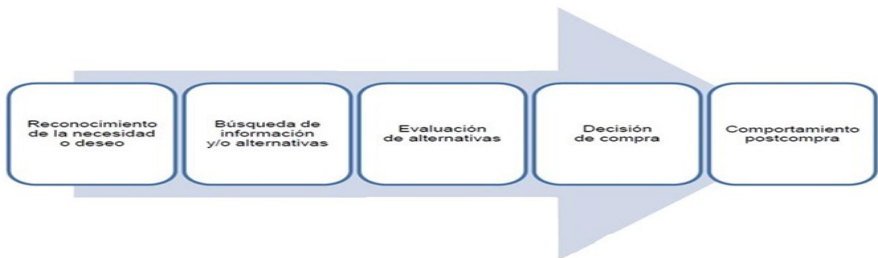 Reconocimiento
de la necesidad
o deseo
Búsqueda de
información
y/o alternativas
Evaluación
de alternativas
Decisión
de compra
Comportamiento
postcompra